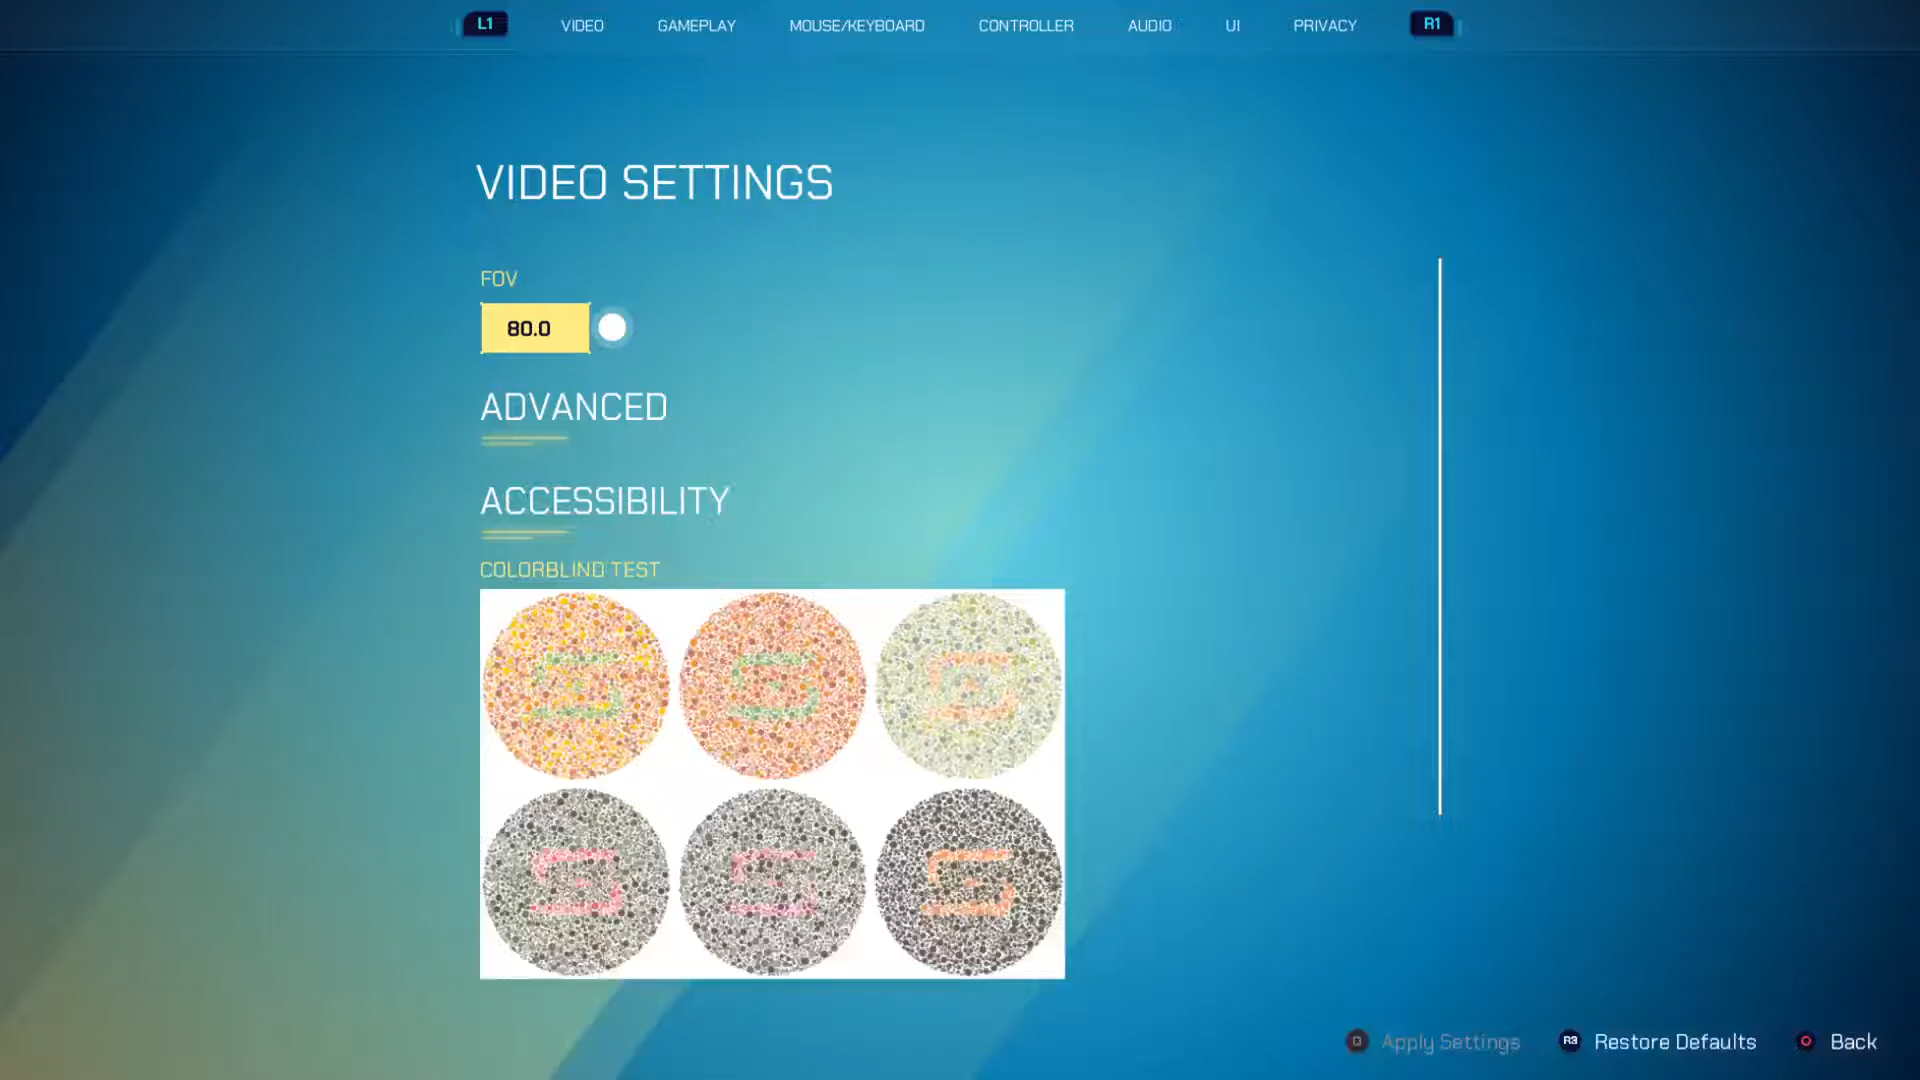 L1 VIDEO GAMEPLAY MOUSE/KEYBOARD CONTROLLER AUDIO UI PRIVACY R1
VIDEO SETTINGS
FOV
80.0
ADVANCED
ACCESSIBILITY
COLORBLIND TEST
Apply Settings R3 Restore Defaults Back